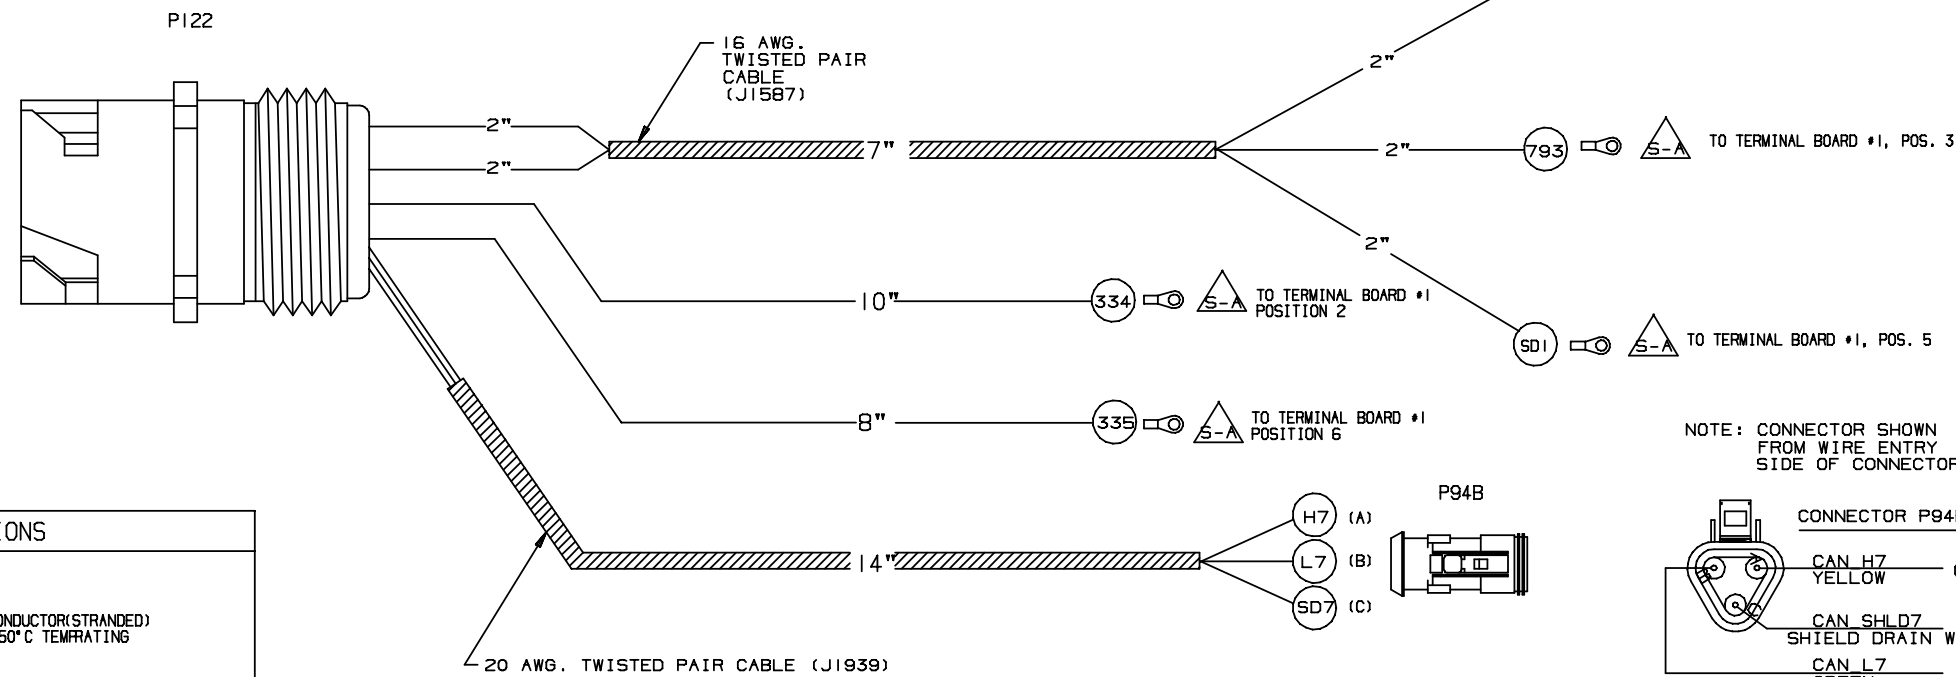 P122
16 AWG.
TWISTED PAIR
CABLE
(J1587)
2"
2"
2"
7"
2"
793
S-A
TO TERMINAL BOARD #1, POS. 3
2"
2"
SD1
S-A
TO TERMINAL BOARD #1, POS. 5
10"
334
S-A
TO TERMINAL BOARD #1
POSITION 2
8"
335
S-A
TO TERMINAL BOARD #1
POSITION 6
NOTE: CONNECTOR SHOWN
FROM WIRE ENTRY
SIDE OF CONNECTOR
P94B
H7 (A)
L7 (B)
SD7 (C)
14"
20 AWG. TWISTED PAIR CABLE (J1939)
IONS
ONDUCTOR(STRANDED)
50°C TEMPRATING
CONNECTOR P94
CAN_H7
YELLOW
CAN_SHLD7
SHIELD DRAIN W
CAN_L7